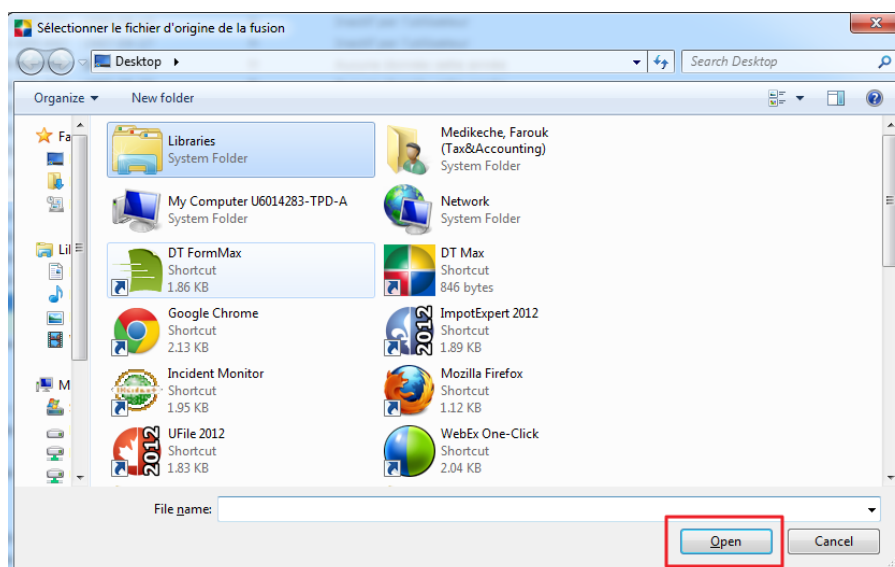 Sélectionner le fichier d'origine de la fusion
Desktop
Search Desktop
Organize
New folder
Fa
Lil
M
Libraries
System Folder
Medikeche, Farouk
(Tax&Accounting)
System Folder
My Computer U6014283-TPD-A
System Folder
Network
System Folder
DT FormMax
Shortcut
1.86 KB
DT Max
Shortcut
846 bytes
Google Chrome
Shortcut
2.13 KB
2012
ImpotExpert 2012
Shortcut
1.89 KB
Incident Monitor
Shortcut
1.95 KB
Mozilla Firefox
Shortcut
1.12 KB
2012
UFile 2012
Shortcut
1.83 KB
WebEx One-Click
Shortcut
2.04 KB
File name:
Open
Cancel